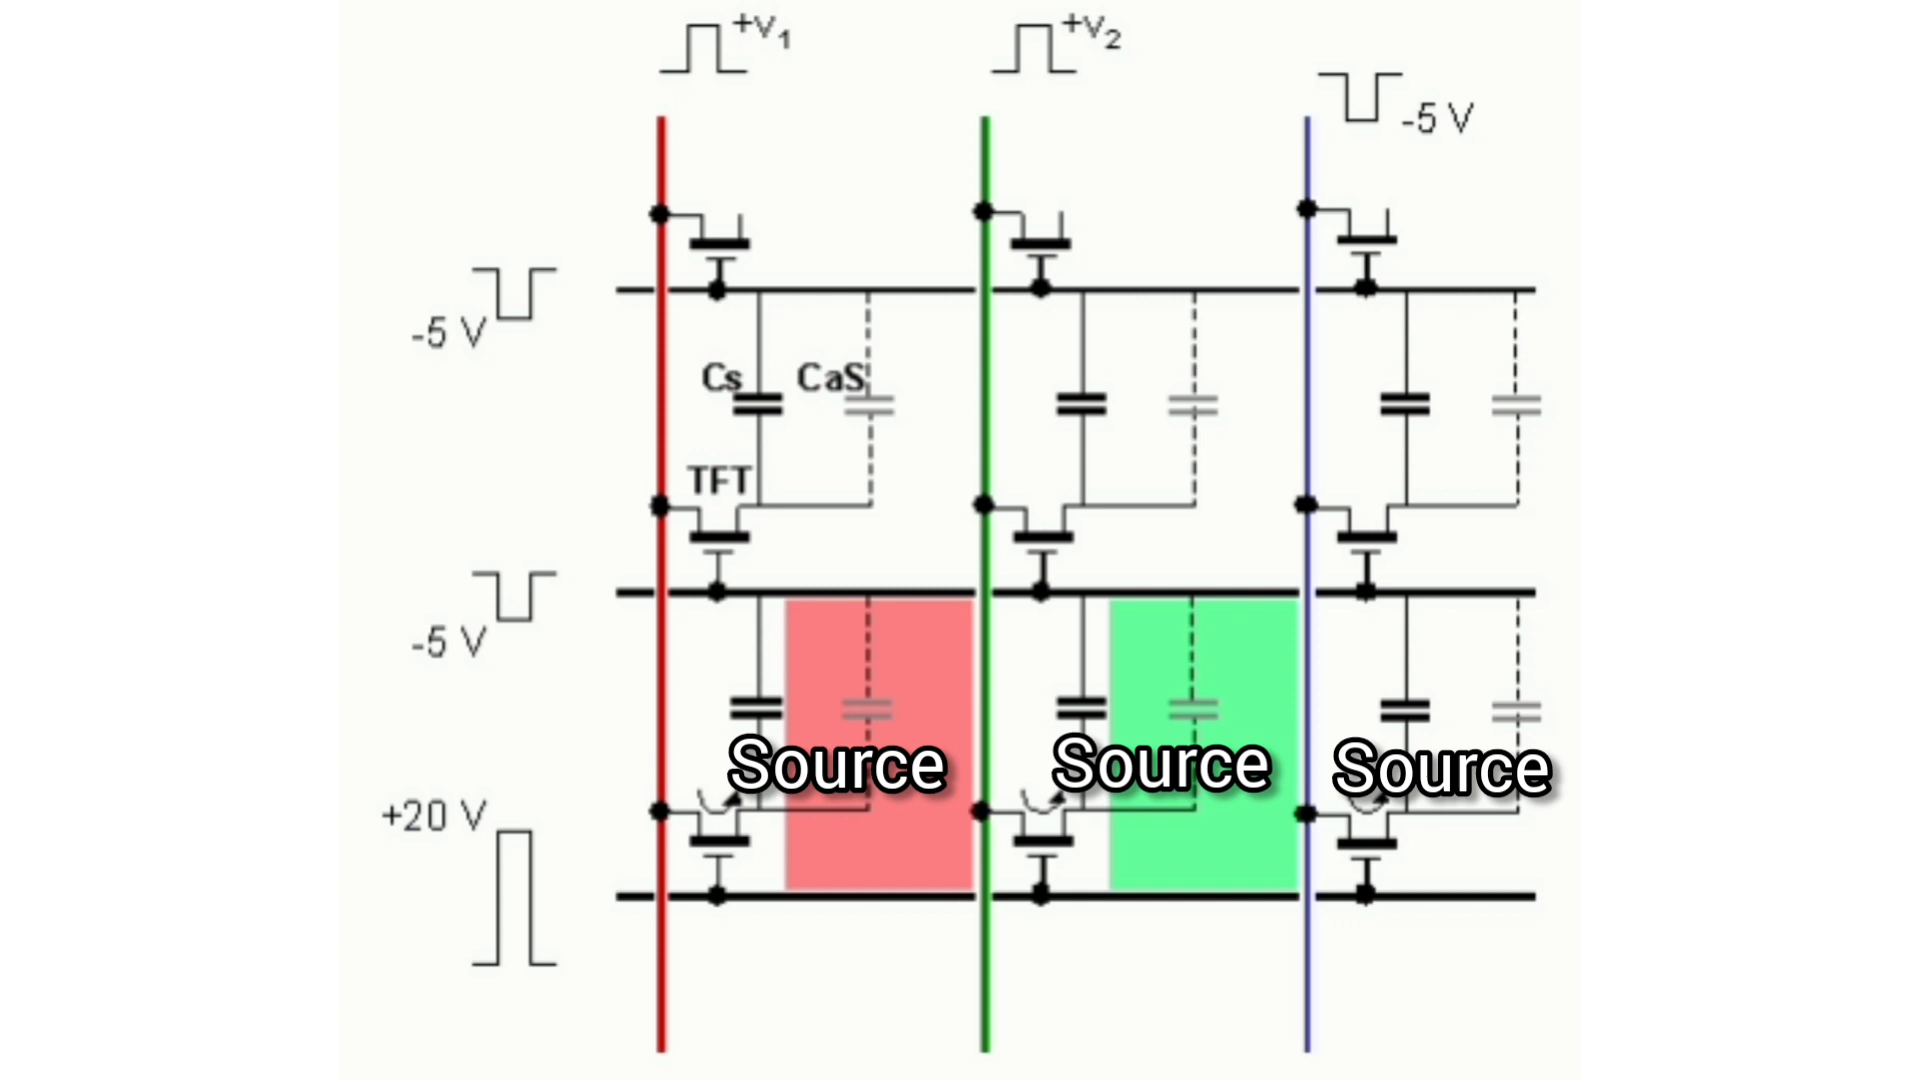 +V1
+V2
-5 V
-5 V
Cs
CaS
TFT
-5 V
Source
Source
Source
+20 V